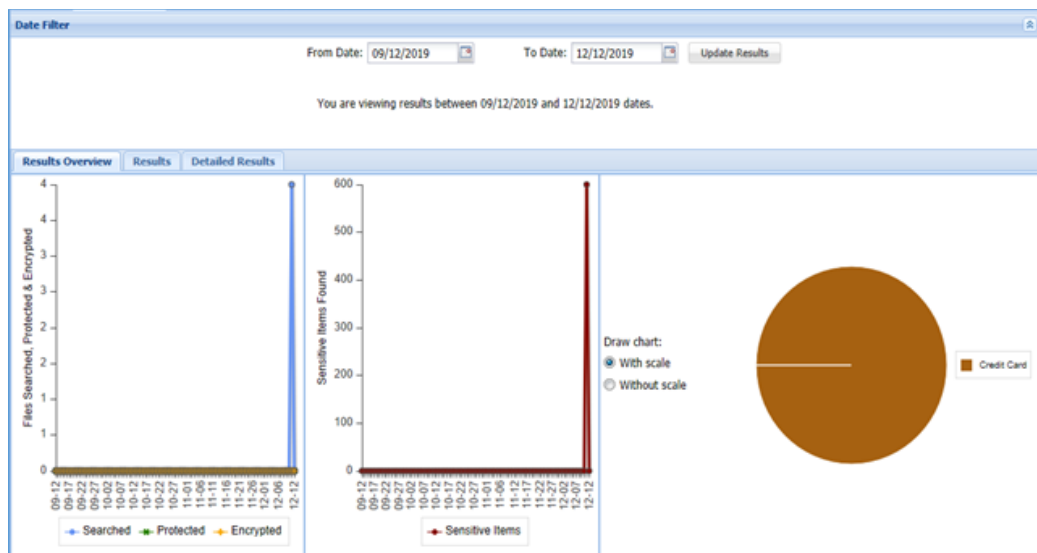 Date Filter
From Date: 09/12/2019 To Date: 12/12/2019 Update Results
You are viewing results between 09/12/2019 and 12/12/2019 dates.
Results Overview Results Detailed Results
Files Searched, Protected & Encrypted
4
4
3
3
2
2
1
1
0
09-12 09-17 09-22 09-27 10-02 10-07 10-12 10-17 10-22 10-27 11-01 11-06 11-11 11-16 11-21 11-26 12-01 12-06 12-12
Searched Protected Encrypted
Sensitive Items Found
600
500
400
300
200
100
0
09-12 09-17 09-22 09-27 10-02 10-07 10-12 10-17 10-22 10-27 11-01 11-06 11-12 11-17 11-22 11-27 12-02 12-07 12-12
Sensitive Items
Draw chart:
With scale
Without scale
Credit Card